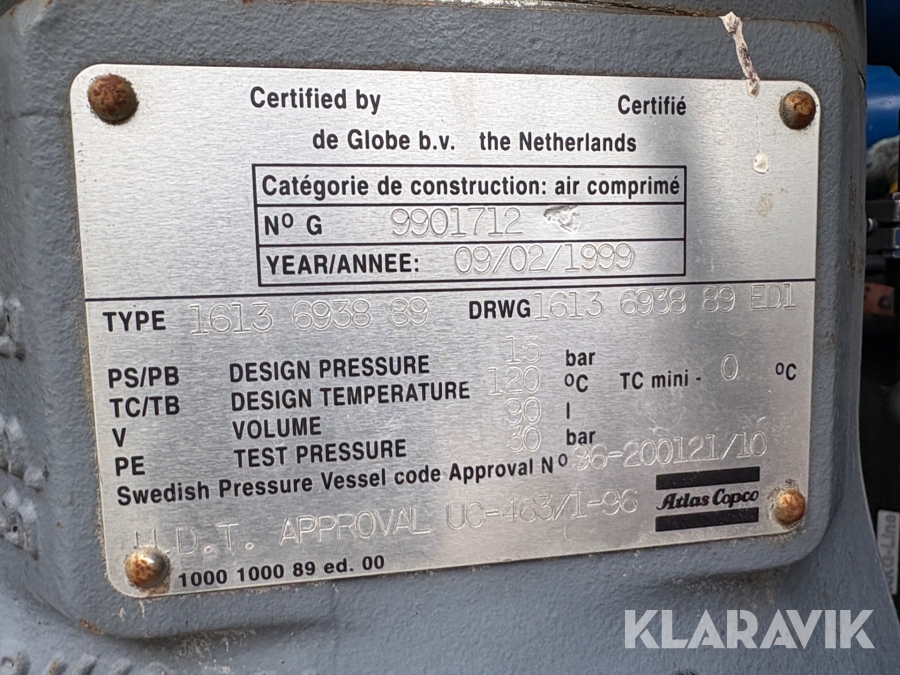 Certified by Certifié
de Globe b.v. the Netherlands
Catégorie de construction: air comprimé
Nº G 9901712
YEAR/ANNEE: 09/02/1999
TYPE 1613 6938 89 DRWG 1613 6938 89 ED1
PS/PB DESIGN PRESSURE 15 bar
TC/TB DESIGN TEMPERATURE 120 ºC TC mini - 0 ºC
V VOLUME 90 l
PE TEST PRESSURE 30 bar
Swedish Pressure Vessel code Approval Nº 96-200121/10
.D.T. APPROVAL UC-463/1-96
Atlas Copco
1000 1000 89 ed. 00
KLARAVIK